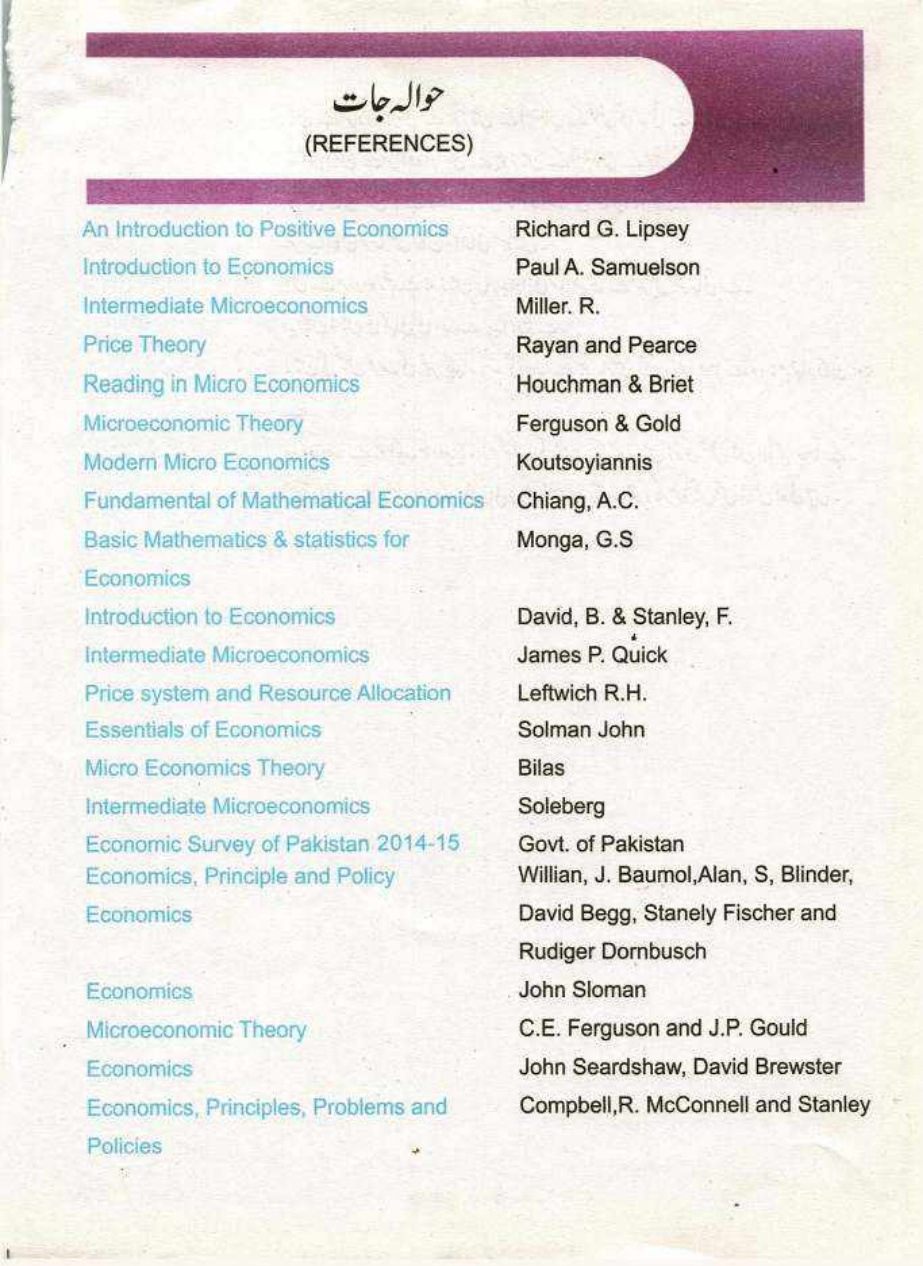 حوالہ جات
(REFERENCES)
An Introduction to Positive Economics Richard G. Lipsey
Introduction to Economics Paul A. Samuelson
Intermediate Microeconomics Miller. R.
Price Theory Rayan and Pearce
Reading in Micro Economics Houchman & Briet
Microeconomic Theory Ferguson & Gold
Modern Micro Economics Koutsoyiannis
Fundamental of Mathematical Economics Chiang, A.C.
Basic Mathematics & statistics for Monga, G.S
Economics
Introduction to Economics David, B. & Stanley, F.
Intermediate Microeconomics James P. Quick
Price system and Resource Allocation Leftwich R.H.
Essentials of Economics Solman John
Micro Economics Theory Bilas
Intermediate Microeconomics Soleberg
Economic Survey of Pakistan 2014-15 Govt. of Pakistan
Economics, Principle and Policy Willian, J. Baumol,Alan, S, Blinder,
Economics David Begg, Stanely Fischer and
Rudiger Dornbusch
Economics John Sloman
Microeconomic Theory C.E. Ferguson and J.P. Gould
Economics John Seardshaw, David Brewster
Economics, Principles, Problems and Compbell,R. McConnell and Stanley
Policies